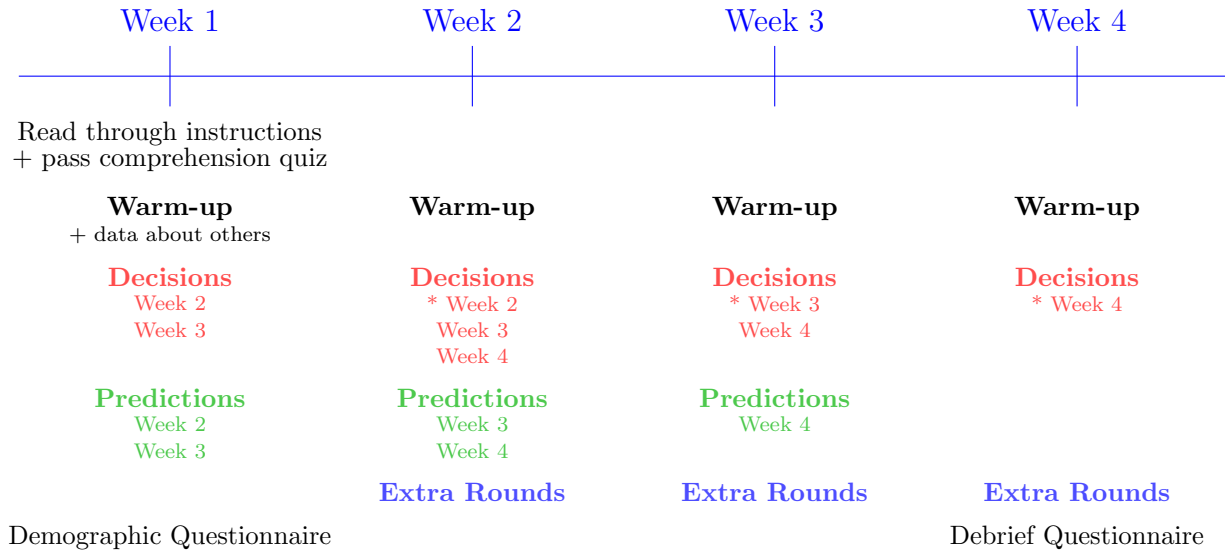 Week 1 Week 2 Week 3 Week 4
Read through instructions
+ pass comprehension quiz
Warm-up Warm-up Warm-up Warm-up
+ data about others
Decisions Decisions Decisions Decisions
Week 2 * Week 2 * Week 3 * Week 4
Week 3 Week 3 Week 4
Week 4
Predictions Predictions Predictions
Week 2 Week 3 Week 4
Week 3 Week 4
Extra Rounds Extra Rounds Extra Rounds
Demographic Questionnaire Debrief Questionnaire